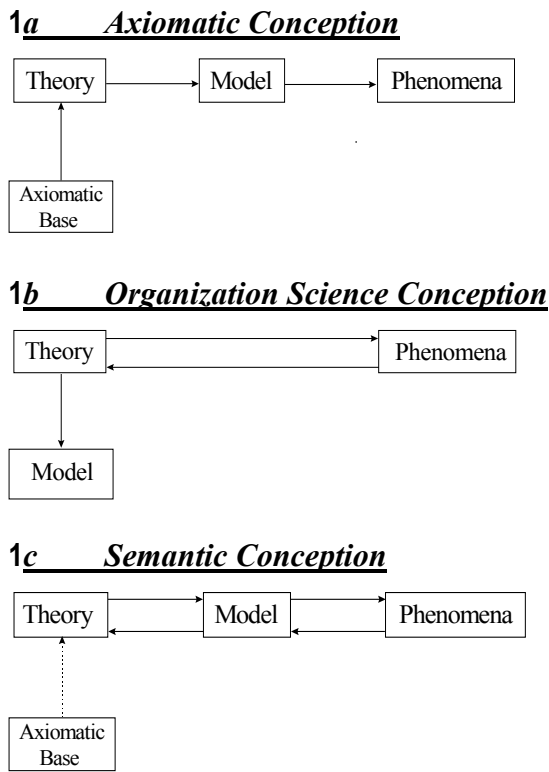 1a Axiomatic Conception
Theory Model Phenomena
Axiomatic
Base
1b Organization Science Conception
Theory Phenomena
Model
1c Semantic Conception
Theory Model Phenomena
Axiomatic
Base